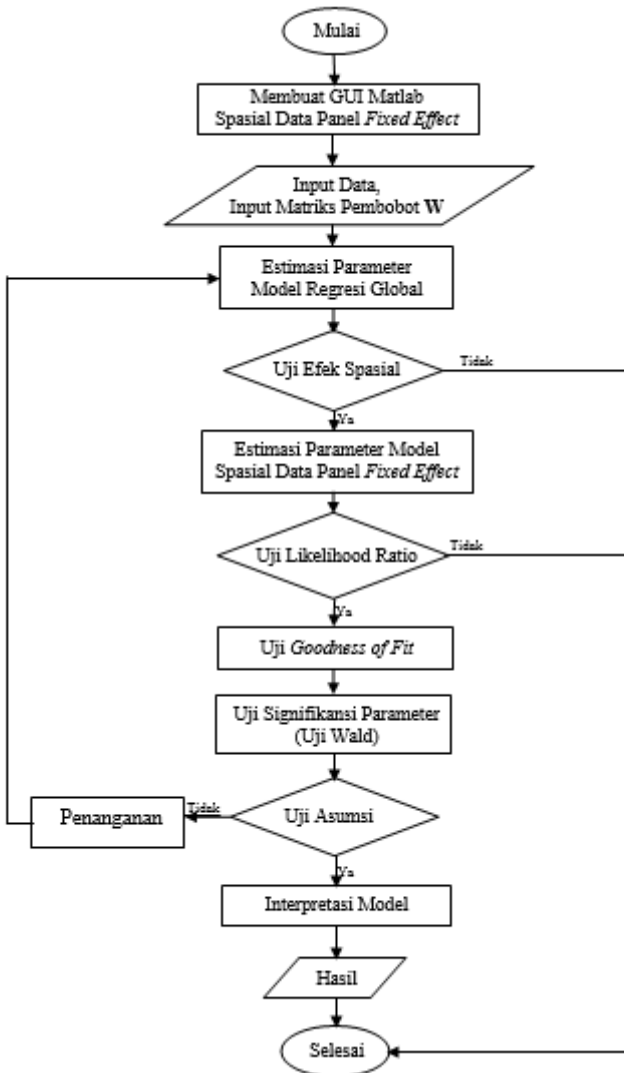 Mulai
Membuat GUI Matlab
Spasial Data Panel Fixed Effect
Input Data,
Input Matriks Pembobot W
Estimasi Parameter
Model Regresi Global
Uji Efek Spasial
Tidak
Ya
Estimasi Parameter Model
Spasial Data Panel Fixed Effect
Uji Likelihood Ratio
Tidak
Ya
Uji Goodness of Fit
Uji Signifikansi Parameter
(Uji Wald)
Uji Asumsi
Tidak
Penanganan
Ya
Interpretasi Model
Hasil
Selesai